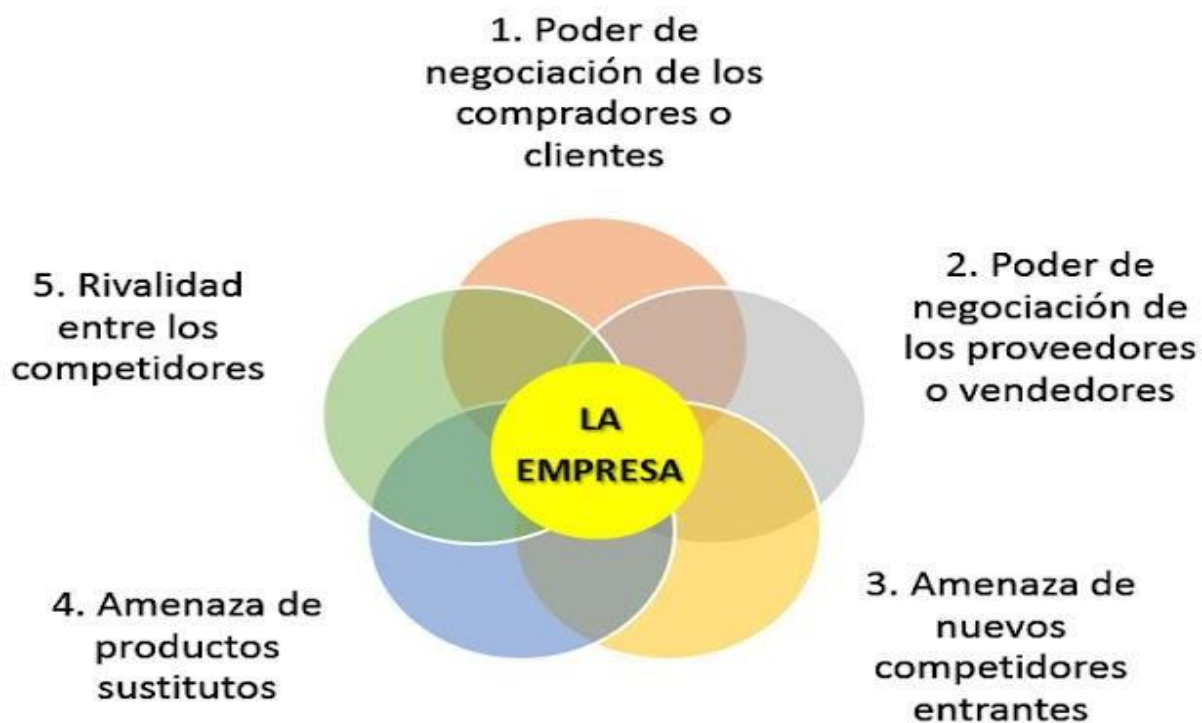 1. Poder de
negociación de los
compradores o
clientes
2. Poder de
negociación de
los proveedores
o vendedores
3. Amenaza de
nuevos
competidores
entrantes
4. Amenaza de
productos
sustitutos
5. Rivalidad
entre los
competidores
LA
EMPRESA